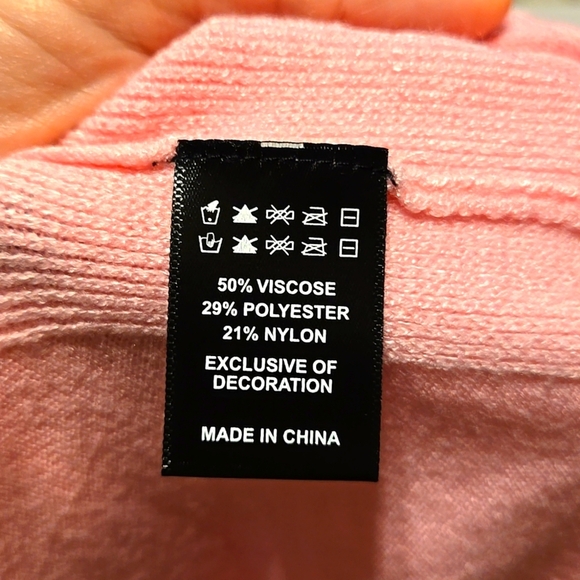 50% VISCOSE
29% POLYESTER
21% NYLON
EXCLUSIVE OF
DECORATION
MADE IN CHINA